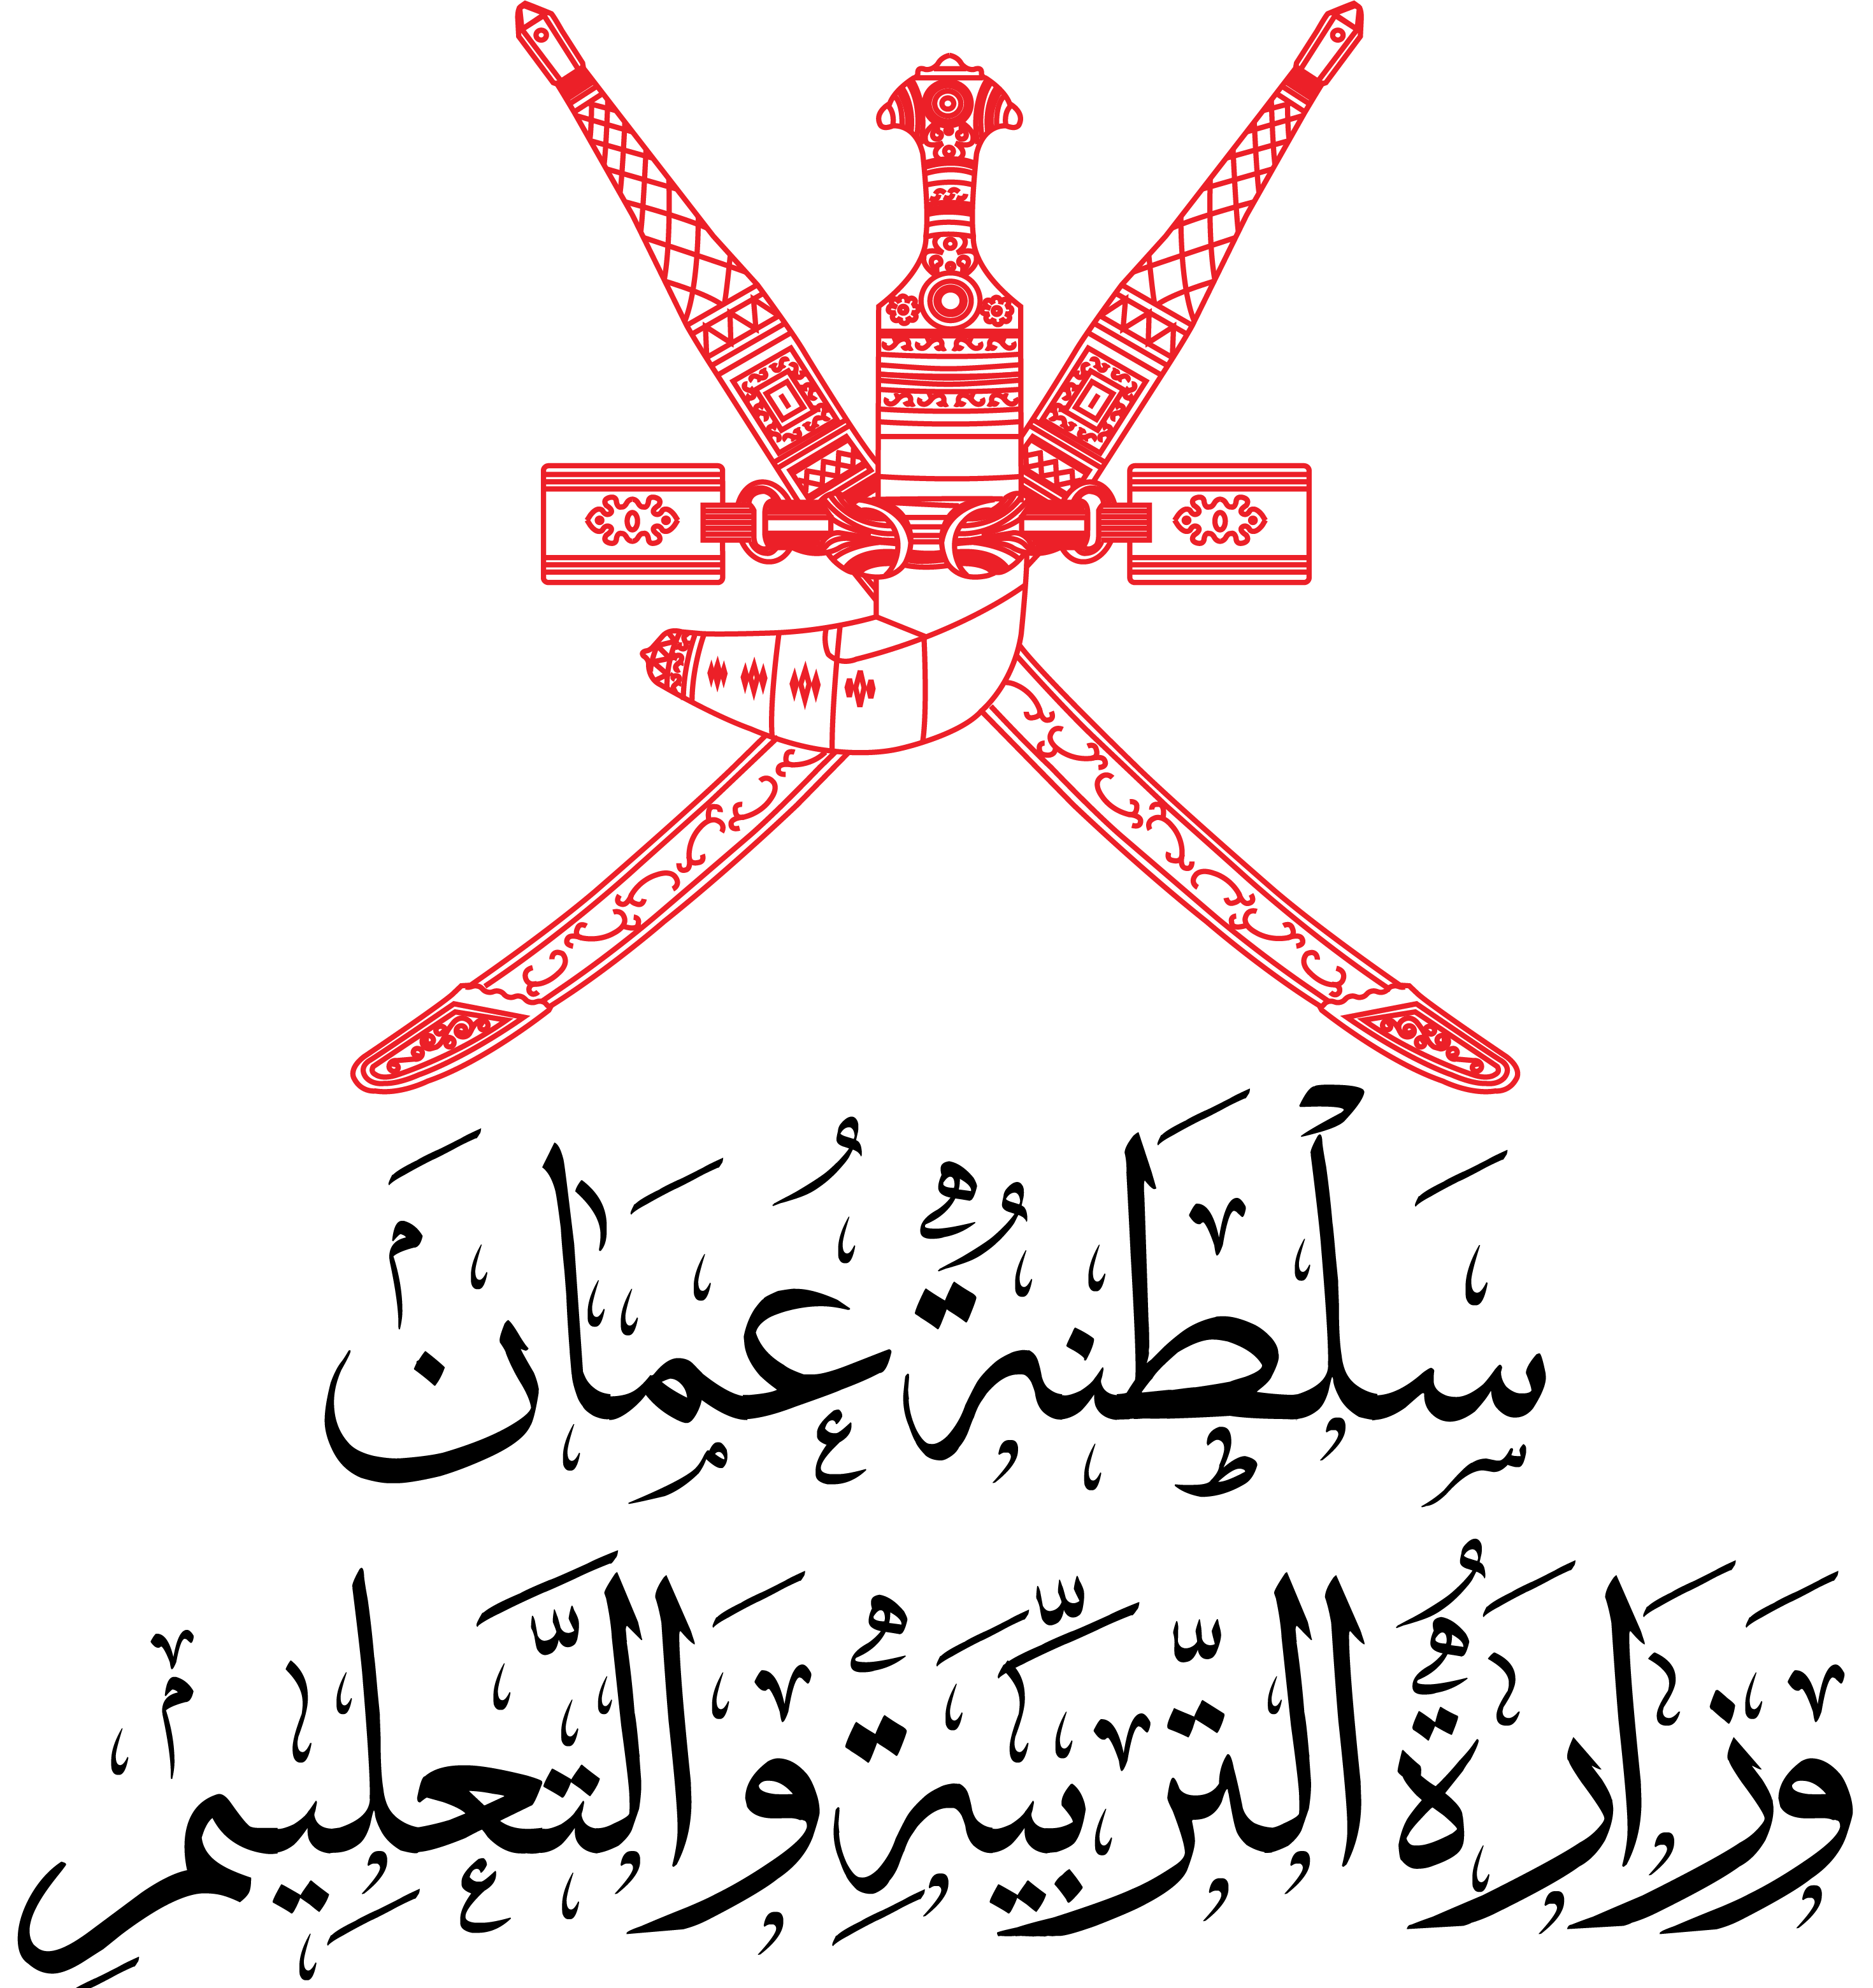 سَلْطَنَةُ عُمَانَ
وَزَارَةُ التَّرْبِيَّةِ وَالتَّعْلِيمِ